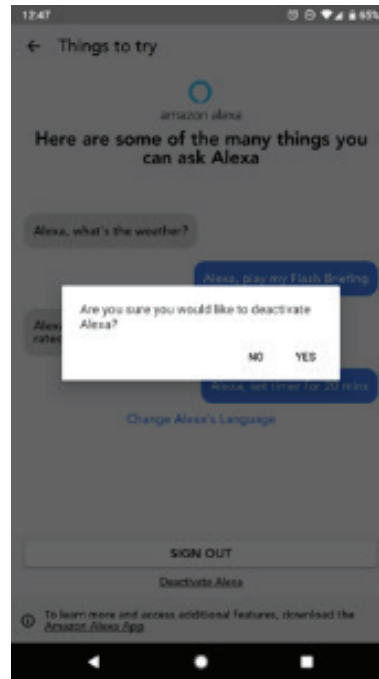 12:47
65%
Things to try
amazon alexa
Here are some of the many things you
can ask Alexa
Alexa, what's the weather?
Alexa, play my Flash Briefing
Are you sure you would like to deactivate
Alexa?
NO YES
Alexa, set timer for 20 mins
Change Alexa's Language
SIGN OUT
Deactivate Alexa
To learn more and access additional features, download the
Amazon Alexa App